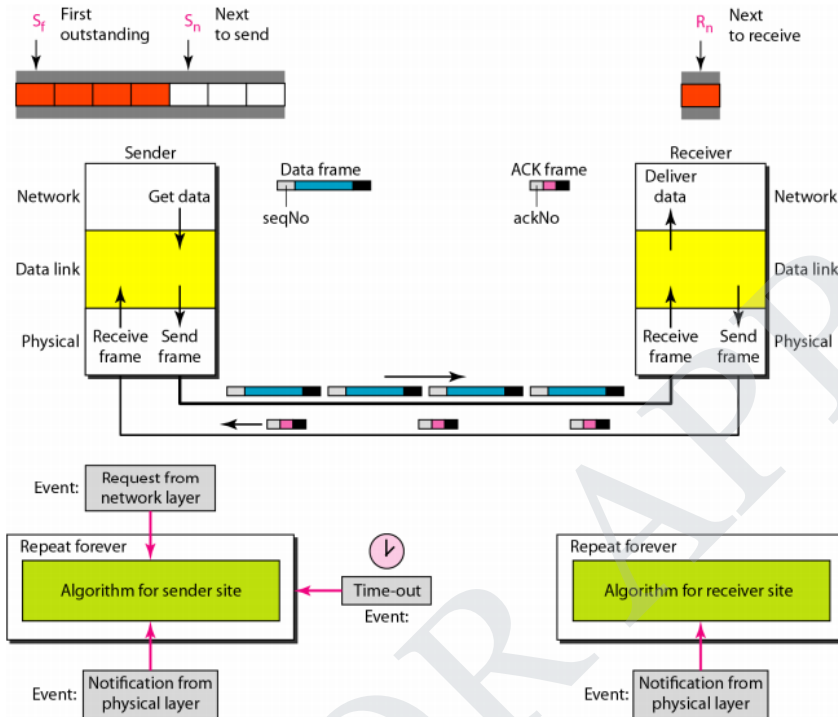 Sf First outstanding
Sn Next to send
Rn Next to receive
Sender
Receiver
Data frame
seqNo
ACK frame
ackNo
Network
Get data
Data link
Physical
Receive frame
Send frame
Deliver data
Network
Data link
Physical
Receive frame
Send frame
Event:
Request from network layer
Repeat forever
Algorithm for sender site
Time-out
Event:
Event:
Notification from physical layer
Repeat forever
Algorithm for receiver site
Event:
Notification from physical layer
OR APP